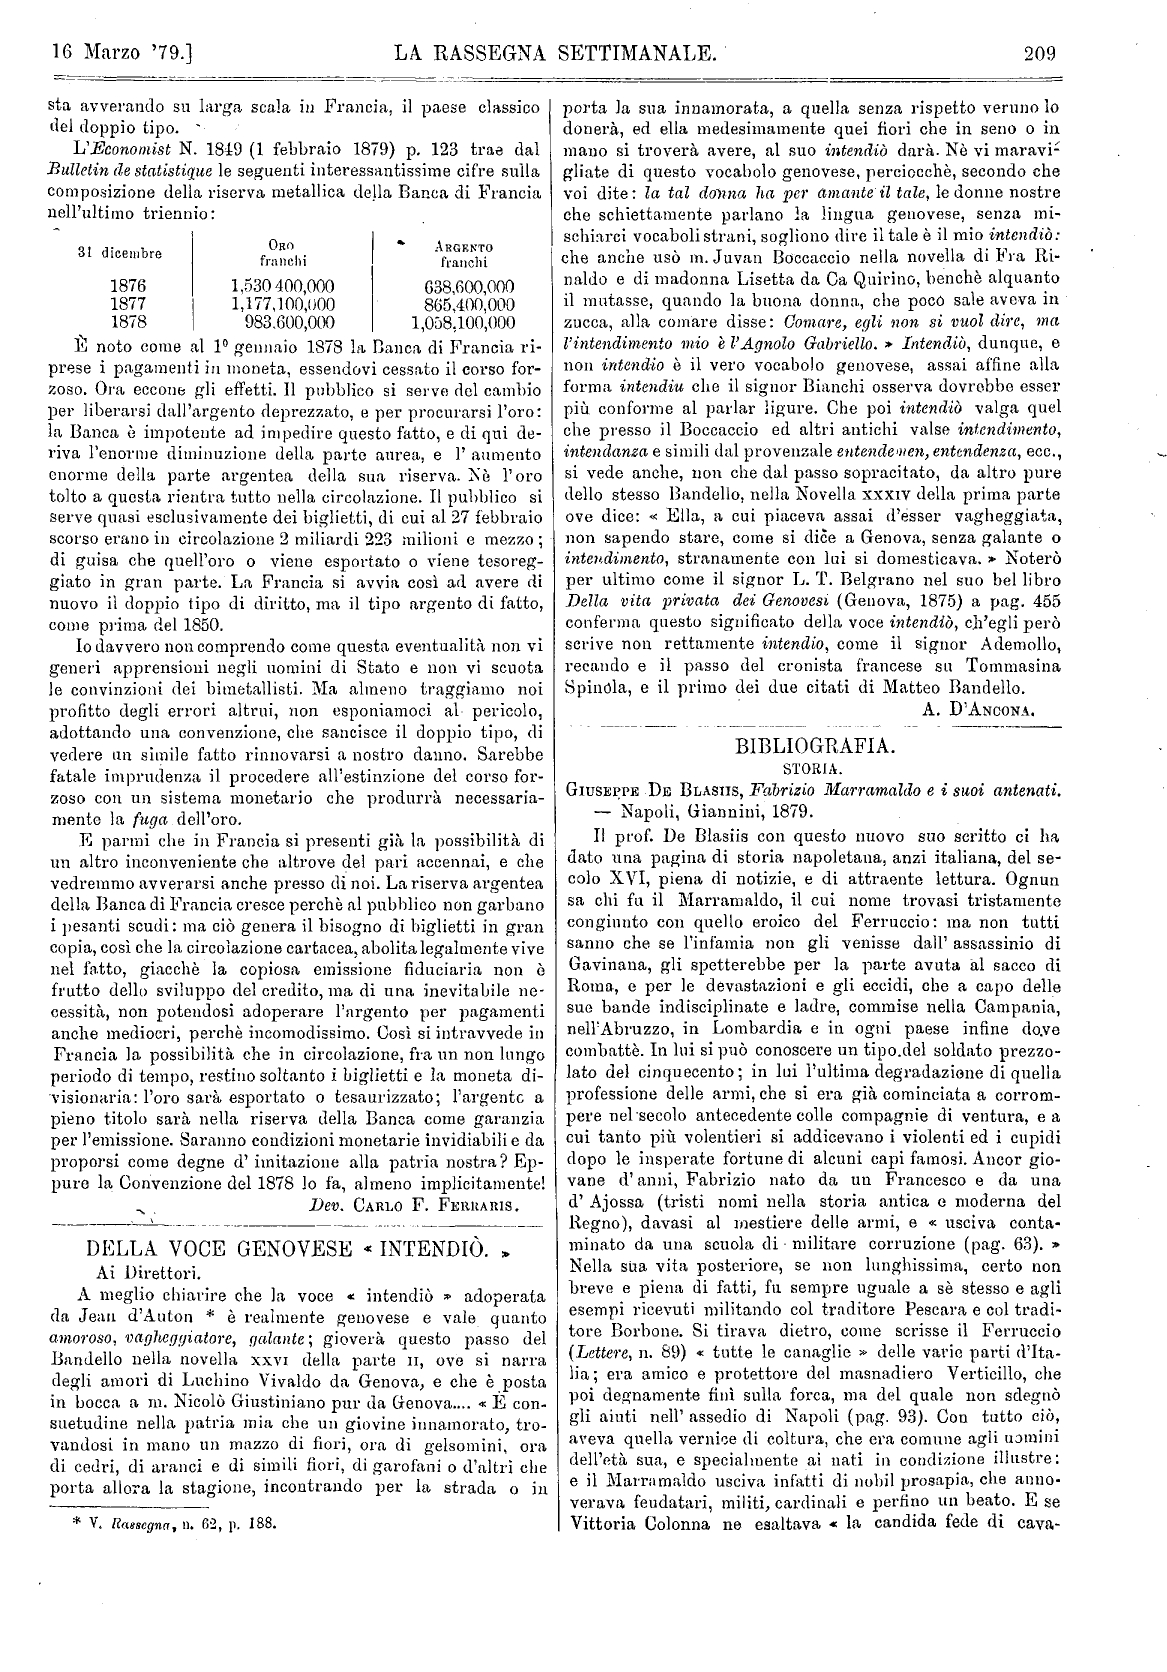 16 Marzo '79.] LA RASSEGNA SETTIMANALE. 209
sta avverando su larga scala in Francia, il paese classico
del doppio tipo.
L'Economist N. 1849 (1 febbraio 1879) p. 123 trae dal
Bulletin de statistique le seguenti interessantissime cifre sulla
composizione della riserva metallica della Banca di Francia
nell'ultimo triennio:
31 dicembre Oro franchi Argento franchi
1876 1,530 400,000 638,600,000
1877 1,177,100,000 865,400,000
1878 983,600,000 1,058,100,000
È noto come al 1° gennaio 1878 la Banca di Francia ri-
prese i pagamenti in moneta, essendovi cessato il corso for-
zoso. Ora eccone gli effetti. Il pubblico si serve del cambio
per liberarsi dall'argento deprezzato, e per procurarsi l'oro:
la Banca è impotente ad impedire questo fatto, e di qui de-
riva l'enorme diminuzione della parte aurea, e l' aumento
enorme della parte argentea della sua riserva. Nè l'oro
tolto a questa rientra tutto nella circolazione. Il pubblico si
serve quasi esclusivamente dei biglietti, di cui al 27 febbraio
scorso erano in circolazione 2 miliardi 223 milioni e mezzo;
di guisa che quell'oro o viene esportato o viene tesoreg-
giato in gran parte. La Francia si avvia così ad avere di
nuovo il doppio tipo di diritto, ma il tipo argento di fatto,
come prima del 1850.
Io davvero non comprendo come questa eventualità non vi
generi apprensioni negli uomini di Stato e non vi scuota
le convinzioni dei bimetallisti. Ma almeno traggiamo noi
profitto degli errori altrui, non esponiamoci al pericolo,
adottando una convenzione, che sancisce il doppio tipo, di
vedere un simile fatto rinnovarsi a nostro danno. Sarebbe
fatale imprudenza il procedere all'estinzione del corso for-
zoso con un sistema monetario che produrrà necessaria-
mente la fuga dell'oro.
E parmi che in Francia si presenti già la possibilità di
un altro inconveniente che altrove del pari accennai, e che
vedremmo avverarsi anche presso di noi. La riserva argentea
della Banca di Francia cresce perchè al pubblico non garbano
i pesanti scudi: ma ciò genera il bisogno di biglietti in gran
copia, così che la circolazione cartacea, abolita legalmente vive
nel fatto, giacchè la copiosa emissione fiduciaria non è
frutto dello sviluppo del credito, ma di una inevitabile ne-
cessità, non potendosi adoperare l'argento per pagamenti
anche mediocri, perchè incomodissimo. Così si intravvede in
Francia la possibilità che in circolazione, fra un non lungo
periodo di tempo, restino soltanto i biglietti e la moneta di-
visionaria: l'oro sarà esportato o tesaurizzato; l'argento a
pieno titolo sarà nella riserva della Banca come garanzia
per l'emissione. Saranno condizioni monetarie invidiabili e da
proporsi come degne d' imitazione alla patria nostra? Ep-
pure la Convenzione del 1878 lo fa, almeno implicitamente!
Dev. Carlo F. Ferraris.
DELLA VOCE GENOVESE « INTENDIÒ. »
Ai Direttori.
A meglio chiarire che la voce « intendiò » adoperata
da Jean d'Auton * è realmente genovese e vale quanto
amoroso, vagheggiatore, galante; gioverà questo passo del
Bandello nella novella XXVI della parte II, ove si narra
degli amori di Luchino Vivaldo da Genova, e che è posta
in bocca a m. Nicolò Giustiniano pur da Genova.... « È con-
suetudine nella patria mia che un giovine innamorato, tro-
vandosi in mano un mazzo di fiori, ora di gelsomini, ora
di cedri, di aranci e di simili fiori, di garofani o d'altri che
porta allora la stagione, incontrando per la strada o in
* V. Rassegna, n. 62, p. 188.
porta la sua innamorata, a quella senza rispetto veruno lo
donerà, ed ella medesimamente quei fiori che in seno o in
mano si troverà avere, al suo intendiò darà. Nè vi maravi-
gliate di questo vocabolo genovese, perciocchè, secondo che
voi dite: la tal donna ha per amante il tale, le donne nostre
che schiettamente parlano la lingua genovese, senza mi-
schiarci vocaboli strani, sogliono dire il tale è il mio intendiò:
che anche usò m. Juvan Boccaccio nella novella di Fra Ri-
naldo e di madonna Lisetta da Ca Quirino, benchè alquanto
il mutasse, quando la buona donna, che poco sale aveva in
zucca, alla comare disse: Comare, egli non si vuol dire, ma
l'intendimento mio è l'Agnolo Gabriello. » Intendiò, dunque, e
non intendio è il vero vocabolo genovese, assai affine alla
forma intendiu che il signor Bianchi osserva dovrebbe esser
più conforme al parlar ligure. Che poi intendiò valga quel
che presso il Boccaccio ed altri antichi valse intendimento,
intendanza e simili dal provenzale entendemen, entendenza, ecc.,
si vede anche, non che dal passo sopracitato, da altro pure
dello stesso Bandello, nella Novella XXXIV della prima parte
ove dice: « Ella, a cui piaceva assai d'esser vagheggiata,
non sapendo stare, come si dice a Genova, senza galante o
intendimento, stranamente con lui si domesticava. » Noterò
per ultimo come il signor L. T. Belgrano nel suo bel libro
Della vita privata dei Genovesi (Genova, 1875) a pag. 455
conferma questo significato della voce intendiò, ch'egli però
scrive non rettamente intendio, come il signor Ademollo,
recando e il passo del cronista francese su Tommasina
Spinola, e il primo dei due citati di Matteo Bandello.
A. D'Ancona.
BIBLIOGRAFIA.
STORIA.
Giuseppe De Blasiis, Fabrizio Marramaldo e i suoi antenati.
— Napoli, Giannini, 1879.
Il prof. De Blasiis con questo nuovo suo scritto ci ha
dato una pagina di storia napoletana, anzi italiana, del se-
colo XVI, piena di notizie, e di attraente lettura. Ognun
sa chi fu il Marramaldo, il cui nome trovasi tristamente
congiunto con quello eroico del Ferruccio: ma non tutti
sanno che se l'infamia non gli venisse dall' assassinio di
Gavinana, gli spetterebbe per la parte avuta al sacco di
Roma, e per le devastazioni e gli eccidi, che a capo delle
sue bande indisciplinate e ladre, commise nella Campania,
nell'Abruzzo, in Lombardia e in ogni paese infine dove
combattè. In lui si può conoscere un tipo del soldato prezzo-
lato del cinquecento; in lui l'ultima degradazione di quella
professione delle armi, che si era già cominciata a corrom-
pere nel secolo antecedente colle compagnie di ventura, e a
cui tanto più volentieri si addicevano i violenti ed i cupidi
dopo le insperate fortune di alcuni capi famosi. Ancor gio-
vane d' anni, Fabrizio nato da un Francesco e da una
d' Ajossa (tristi nomi nella storia antica e moderna del
Regno), davasi al mestiere delle armi, e « usciva conta-
minato da una scuola di militare corruzione (pag. 63). »
Nella sua vita posteriore, se non lunghissima, certo non
breve e piena di fatti, fu sempre uguale a sè stesso e agli
esempi ricevuti militando col traditore Pescara e col tradi-
tore Borbone. Si tirava dietro, come scrisse il Ferruccio
(Lettere, n. 89) « tutte le canaglie » delle varie parti d'Ita-
lia; era amico e protettore del masnadiero Verticillo, che
poi degnamente finì sulla forca, ma del quale non sdegnò
gli aiuti nell' assedio di Napoli (pag. 93). Con tutto ciò,
aveva quella vernice di coltura, che era comune agli uomini
dell'età sua, e specialmente ai nati in condizione illustre:
e il Marramaldo usciva infatti di nobil prosapia, che anno-
verava feudatari, militi, cardinali e perfino un beato. E se
Vittoria Colonna ne esaltava « la candida fede di cava-